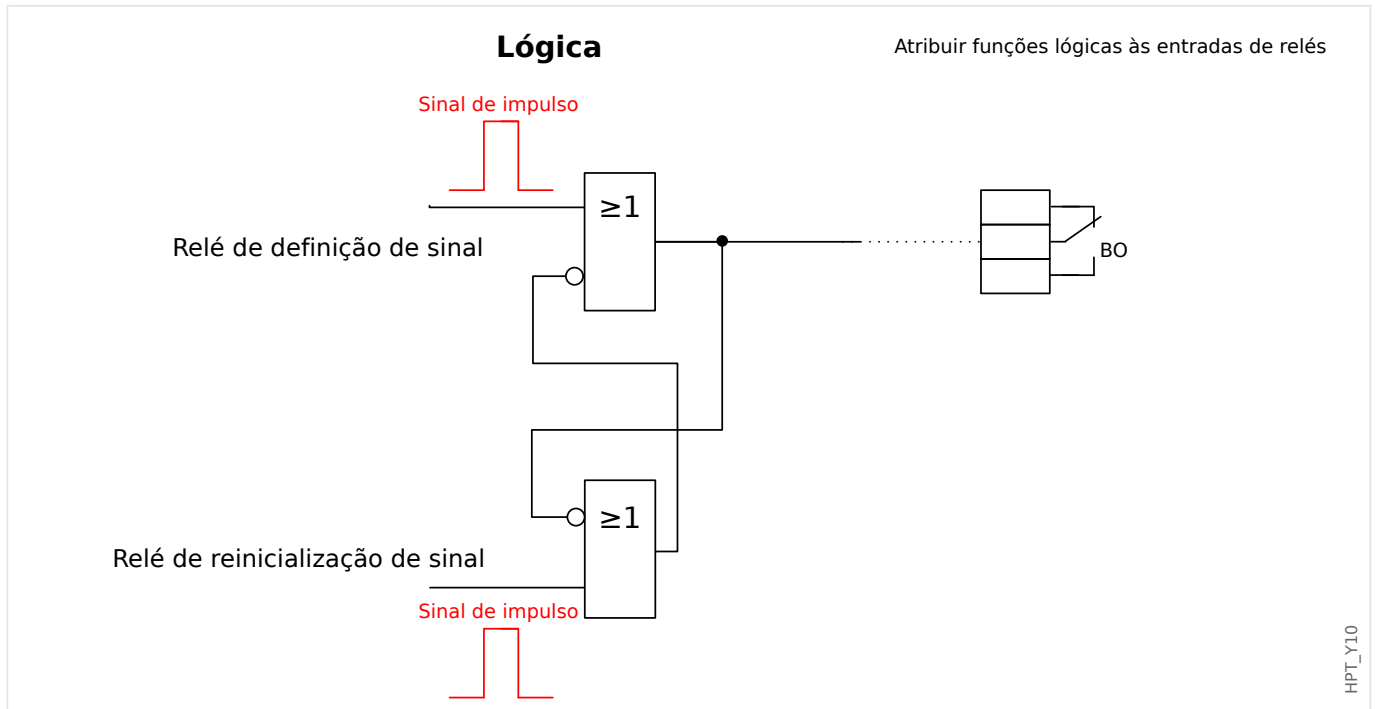 Lógica
Atribuir funções lógicas às entradas de relés
Sinal de impulso
≥1
Relé de definição de sinal
BO
≥1
Relé de reinicialização de sinal
Sinal de impulso
HPT_Y10